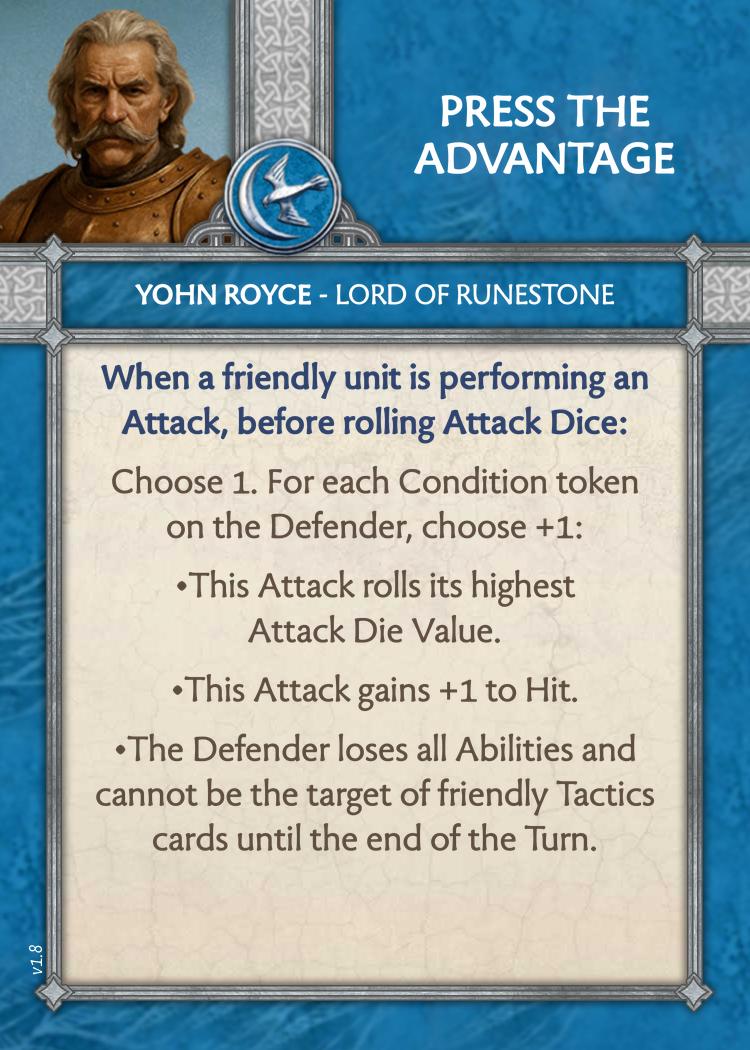 PRESS THE
ADVANTAGE
YOHN ROYCE - LORD OF RUNESTONE
When a friendly unit is performing an
Attack, before rolling Attack Dice:
Choose 1. For each Condition token
on the Defender, choose +1:
•This Attack rolls its highest
Attack Die Value.
•This Attack gains +1 to Hit.
•The Defender loses all Abilities and
cannot be the target of friendly Tactics
cards until the end of the Turn.
v1.8